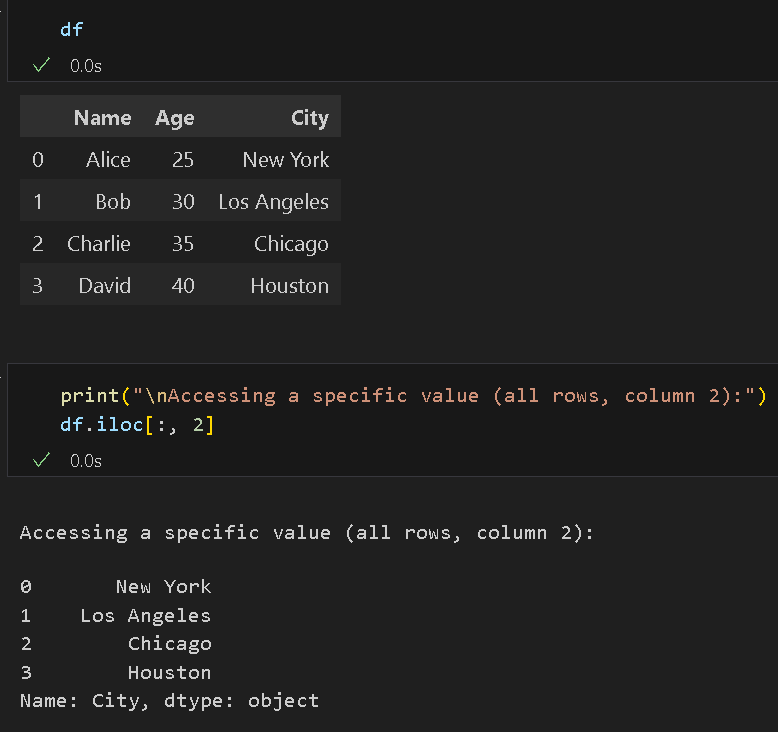 df
0.0s
Name Age City
0 Alice 25 New York
1 Bob 30 Los Angeles
2 Charlie 35 Chicago
3 David 40 Houston
print("\nAccessing a specific value (all rows, column 2):")
df.iloc[:, 2]
0.0s
Accessing a specific value (all rows, column 2):
0 New York
1 Los Angeles
2 Chicago
3 Houston
Name: City, dtype: object